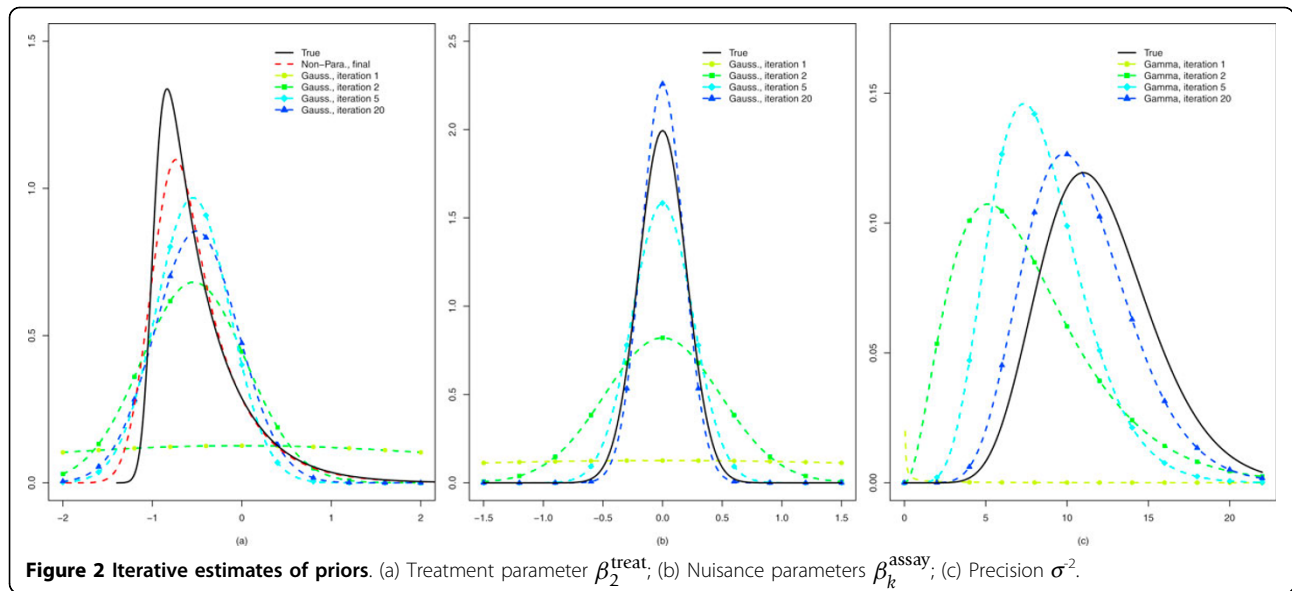 1.5
1.0
0.5
0.0
True
Non-Para., final
Gauss., iteration 1
Gauss., iteration 2
Gauss., iteration 5
Gauss., iteration 20
-2
-1
0
1
2
(a)
2.5
2.0
1.5
1.0
0.5
0.0
True
Gauss., iteration 1
Gauss., iteration 2
Gauss., iteration 5
Gauss., iteration 20
-1.5
-1.0
-0.5
0.0
0.5
1.0
1.5
(b)
0.15
0.10
0.05
0.00
True
Gamma, iteration 1
Gamma, iteration 2
Gamma, iteration 5
Gamma, iteration 20
0
5
10
15
20
(c)
Figure 2 Iterative estimates of priors. (a) Treatment parameter β₂^treat; (b) Nuisance parameters βₖ^assay; (c) Precision σ⁻².